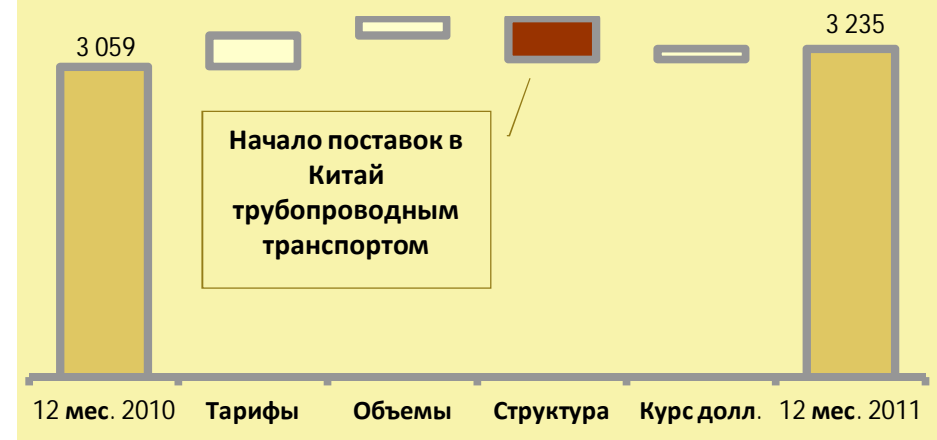 3 059
3 235
Начало поставок в
Китай
трубопроводным
транспортом
12 мес. 2010 Тарифы Объемы Структура Курс долл. 12 мес. 2011